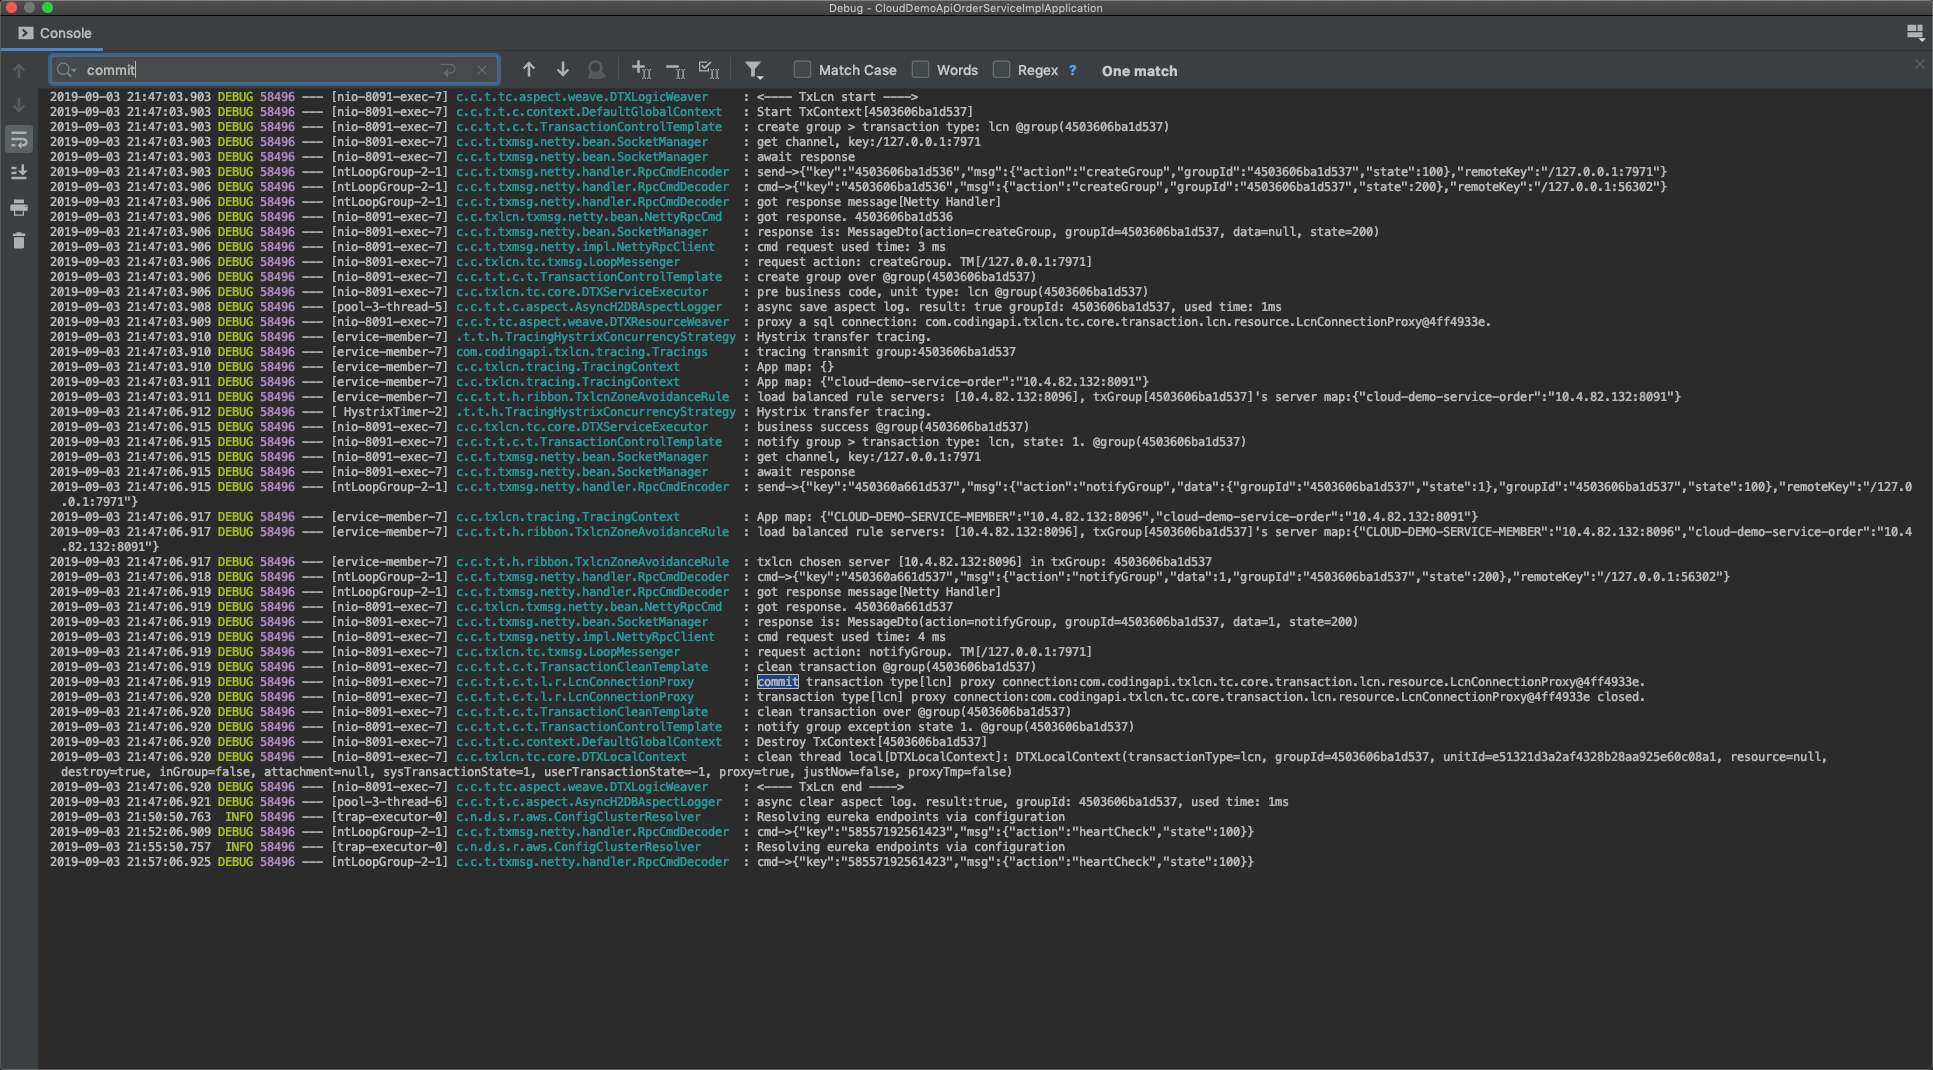 Debug - CloudDemoApiOrderServiceImplApplication
Console
commit
Match Case Words Regex ? One match
2019-09-03 21:47:03.903 DEBUG 58496 --- [nio-8091-exec-7] c.c.t.tc.aspect.weave.DTXLogicWeaver : <---- TxLcn start ---->
2019-09-03 21:47:03.903 DEBUG 58496 --- [nio-8091-exec-7] c.c.t.t.c.context.DefaultGlobalContext : Start TxContext[4503606ba1d537]
2019-09-03 21:47:03.903 DEBUG 58496 --- [nio-8091-exec-7] c.c.t.t.c.t.TransactionControlTemplate : create group > transaction type: lcn @group(4503606ba1d537)
2019-09-03 21:47:03.903 DEBUG 58496 --- [nio-8091-exec-7] c.c.t.txmsg.netty.bean.SocketManager : get channel, key:/127.0.0.1:7971
2019-09-03 21:47:03.903 DEBUG 58496 --- [nio-8091-exec-7] c.c.t.txmsg.netty.bean.SocketManager : await response
2019-09-03 21:47:03.903 DEBUG 58496 --- [ntLoopGroup-2-1] c.c.t.txmsg.netty.handler.RpcCmdEncoder : send->{"key":"4503606ba1d536","msg":{"action":"createGroup","groupId":"4503606ba1d537","state":100},"remoteKey":"/127.0.0.1:7971"}
2019-09-03 21:47:03.906 DEBUG 58496 --- [ntLoopGroup-2-1] c.c.t.txmsg.netty.handler.RpcCmdDecoder : cmd->{"key":"4503606ba1d536","msg":{"action":"createGroup","groupId":"4503606ba1d537","state":200},"remoteKey":"/127.0.0.1:56302"}
2019-09-03 21:47:03.906 DEBUG 58496 --- [ntLoopGroup-2-1] c.c.t.txmsg.netty.handler.RpcCmdDecoder : got response message[Netty Handler]
2019-09-03 21:47:03.906 DEBUG 58496 --- [nio-8091-exec-7] c.c.txlcn.txmsg.netty.bean.NettyRpcCmd : got response. 4503606ba1d536
2019-09-03 21:47:03.906 DEBUG 58496 --- [nio-8091-exec-7] c.c.t.txmsg.netty.bean.SocketManager : response is: MessageDto(action=createGroup, groupId=4503606ba1d537, data=null, state=200)
2019-09-03 21:47:03.906 DEBUG 58496 --- [nio-8091-exec-7] c.c.t.txmsg.netty.impl.NettyRpcClient : cmd request used time: 3 ms
2019-09-03 21:47:03.906 DEBUG 58496 --- [nio-8091-exec-7] c.c.txlcn.tc.txmsg.LoopMessenger : request action: createGroup. TM[/127.0.0.1:7971]
2019-09-03 21:47:03.906 DEBUG 58496 --- [nio-8091-exec-7] c.c.t.t.c.t.TransactionControlTemplate : create group over @group(4503606ba1d537)
2019-09-03 21:47:03.906 DEBUG 58496 --- [nio-8091-exec-7] c.c.txlcn.tc.core.DTXServiceExecutor : pre business code, unit type: lcn @group(4503606ba1d537)
2019-09-03 21:47:03.908 DEBUG 58496 --- [pool-3-thread-5] c.c.t.t.c.aspect.AsyncH2DBAspectLogger : async save aspect log. result: true groupId: 4503606ba1d537, used time: 1ms
2019-09-03 21:47:03.909 DEBUG 58496 --- [nio-8091-exec-7] c.c.t.tc.aspect.weave.DTXResourceWeaver : proxy a sql connection: com.codingapi.txlcn.tc.core.transaction.lcn.resource.LcnConnectionProxy@4ff4933e.
2019-09-03 21:47:03.910 DEBUG 58496 --- [ervice-member-7] .t.t.h.TracingHystrixConcurrencyStrategy : Hystrix transfer tracing.
2019-09-03 21:47:03.910 DEBUG 58496 --- [ervice-member-7] com.codingapi.txlcn.tracing.Tracings : tracing transmit group:4503606ba1d537
2019-09-03 21:47:03.910 DEBUG 58496 --- [ervice-member-7] c.c.txlcn.tracing.TracingContext : App map: {}
2019-09-03 21:47:03.911 DEBUG 58496 --- [ervice-member-7] c.c.txlcn.tracing.TracingContext : App map: {"cloud-demo-service-order":"10.4.82.132:8091"}
2019-09-03 21:47:03.911 DEBUG 58496 --- [ervice-member-7] c.c.t.t.h.ribbon.TxlcnZoneAvoidanceRule : load balanced rule servers: [10.4.82.132:8096], txGroup[4503606ba1d537]'s server map:{"cloud-demo-service-order":"10.4.82.132:8091"}
2019-09-03 21:47:06.912 DEBUG 58496 --- [ HystrixTimer-2] .t.t.h.TracingHystrixConcurrencyStrategy : Hystrix transfer tracing.
2019-09-03 21:47:06.915 DEBUG 58496 --- [nio-8091-exec-7] c.c.txlcn.tc.core.DTXServiceExecutor : business success @group(4503606ba1d537)
2019-09-03 21:47:06.915 DEBUG 58496 --- [nio-8091-exec-7] c.c.t.t.c.t.TransactionControlTemplate : notify group > transaction type: lcn, state: 1. @group(4503606ba1d537)
2019-09-03 21:47:06.915 DEBUG 58496 --- [nio-8091-exec-7] c.c.t.txmsg.netty.bean.SocketManager : get channel, key:/127.0.0.1:7971
2019-09-03 21:47:06.915 DEBUG 58496 --- [nio-8091-exec-7] c.c.t.txmsg.netty.bean.SocketManager : await response
2019-09-03 21:47:06.915 DEBUG 58496 --- [ntLoopGroup-2-1] c.c.t.txmsg.netty.handler.RpcCmdEncoder : send->{"key":"450360a661d537","msg":{"action":"notifyGroup","data":{"groupId":"4503606ba1d537","state":1},"groupId":"4503606ba1d537","state":100},"remoteKey":"/127.0
.0.1:7971"}
2019-09-03 21:47:06.917 DEBUG 58496 --- [ervice-member-7] c.c.txlcn.tracing.TracingContext : App map: {"CLOUD-DEMO-SERVICE-MEMBER":"10.4.82.132:8096","cloud-demo-service-order":"10.4.82.132:8091"}
2019-09-03 21:47:06.917 DEBUG 58496 --- [ervice-member-7] c.c.t.t.h.ribbon.TxlcnZoneAvoidanceRule : load balanced rule servers: [10.4.82.132:8096], txGroup[4503606ba1d537]'s server map:{"CLOUD-DEMO-SERVICE-MEMBER":"10.4.82.132:8096","cloud-demo-service-order":"10.4
.82.132:8091"}
2019-09-03 21:47:06.917 DEBUG 58496 --- [ervice-member-7] c.c.t.t.h.ribbon.TxlcnZoneAvoidanceRule : txlcn chosen server [10.4.82.132:8096] in txGroup: 4503606ba1d537
2019-09-03 21:47:06.918 DEBUG 58496 --- [ntLoopGroup-2-1] c.c.t.txmsg.netty.handler.RpcCmdDecoder : cmd->{"key":"450360a661d537","msg":{"action":"notifyGroup","data":1,"groupId":"4503606ba1d537","state":200},"remoteKey":"/127.0.0.1:56302"}
2019-09-03 21:47:06.919 DEBUG 58496 --- [ntLoopGroup-2-1] c.c.t.txmsg.netty.handler.RpcCmdDecoder : got response message[Netty Handler]
2019-09-03 21:47:06.919 DEBUG 58496 --- [nio-8091-exec-7] c.c.txlcn.txmsg.netty.bean.NettyRpcCmd : got response. 450360a661d537
2019-09-03 21:47:06.919 DEBUG 58496 --- [nio-8091-exec-7] c.c.t.txmsg.netty.bean.SocketManager : response is: MessageDto(action=notifyGroup, groupId=4503606ba1d537, data=1, state=200)
2019-09-03 21:47:06.919 DEBUG 58496 --- [nio-8091-exec-7] c.c.t.txmsg.netty.impl.NettyRpcClient : cmd request used time: 4 ms
2019-09-03 21:47:06.919 DEBUG 58496 --- [nio-8091-exec-7] c.c.txlcn.tc.txmsg.LoopMessenger : request action: notifyGroup. TM[/127.0.0.1:7971]
2019-09-03 21:47:06.919 DEBUG 58496 --- [nio-8091-exec-7] c.c.t.t.c.t.TransactionCleanTemplate : clean transaction @group(4503606ba1d537)
2019-09-03 21:47:06.919 DEBUG 58496 --- [nio-8091-exec-7] c.c.t.t.c.t.l.r.LcnConnectionProxy : commit transaction type[lcn] proxy connection:com.codingapi.txlcn.tc.core.transaction.lcn.resource.LcnConnectionProxy@4ff4933e.
2019-09-03 21:47:06.920 DEBUG 58496 --- [nio-8091-exec-7] c.c.t.t.c.t.l.r.LcnConnectionProxy : transaction type[lcn] proxy connection:com.codingapi.txlcn.tc.core.transaction.lcn.resource.LcnConnectionProxy@4ff4933e closed.
2019-09-03 21:47:06.920 DEBUG 58496 --- [nio-8091-exec-7] c.c.t.t.c.t.TransactionCleanTemplate : clean transaction over @group(4503606ba1d537)
2019-09-03 21:47:06.920 DEBUG 58496 --- [nio-8091-exec-7] c.c.t.t.c.t.TransactionControlTemplate : notify group exception state 1. @group(4503606ba1d537)
2019-09-03 21:47:06.920 DEBUG 58496 --- [nio-8091-exec-7] c.c.t.t.c.context.DefaultGlobalContext : Destroy TxContext[4503606ba1d537]
2019-09-03 21:47:06.920 DEBUG 58496 --- [nio-8091-exec-7] c.c.txlcn.tc.core.DTXLocalContext : clean thread local[DTXLocalContext]: DTXLocalContext(transactionType=lcn, groupId=4503606ba1d537, unitId=e51321d3a2af4328b28aa925e60c08a1, resource=null,
destroy=true, inGroup=false, attachment=null, sysTransactionState=1, userTransactionState=-1, proxy=true, justNow=false, proxyTmp=false)
2019-09-03 21:47:06.920 DEBUG 58496 --- [nio-8091-exec-7] c.c.t.tc.aspect.weave.DTXLogicWeaver : <---- TxLcn end ---->
2019-09-03 21:47:06.921 DEBUG 58496 --- [pool-3-thread-6] c.c.t.t.c.aspect.AsyncH2DBAspectLogger : async clear aspect log. result:true, groupId: 4503606ba1d537, used time: 1ms
2019-09-03 21:50:50.763 INFO 58496 --- [trap-executor-0] c.n.d.s.r.aws.ConfigClusterResolver : Resolving eureka endpoints via configuration
2019-09-03 21:52:06.909 DEBUG 58496 --- [ntLoopGroup-2-1] c.c.t.txmsg.netty.handler.RpcCmdDecoder : cmd->{"key":"58557192561423","msg":{"action":"heartCheck","state":100}}
2019-09-03 21:55:50.757 INFO 58496 --- [trap-executor-0] c.n.d.s.r.aws.ConfigClusterResolver : Resolving eureka endpoints via configuration
2019-09-03 21:57:06.925 DEBUG 58496 --- [ntLoopGroup-2-1] c.c.t.txmsg.netty.handler.RpcCmdDecoder : cmd->{"key":"58557192561423","msg":{"action":"heartCheck","state":100}}